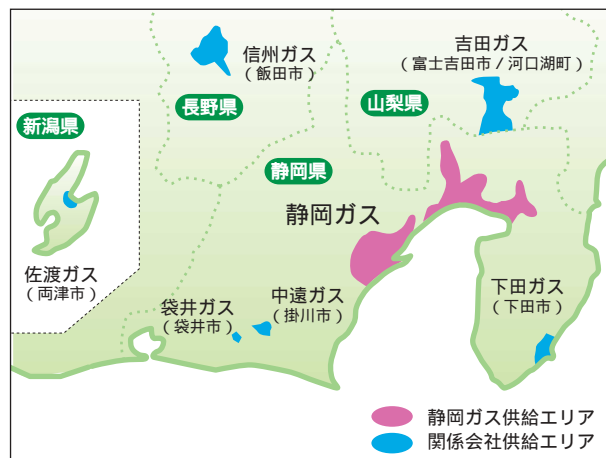 信州ガス
（飯田市）
吉田ガス
（富士吉田市/河口湖町）
長野県
山梨県
新潟県
静岡県
静岡ガス
佐渡ガス
（両津市）
袋井ガス
（袋井市）
中遠ガス
（掛川市）
下田ガス
（下田市）
静岡ガス供給エリア
関係会社供給エリア